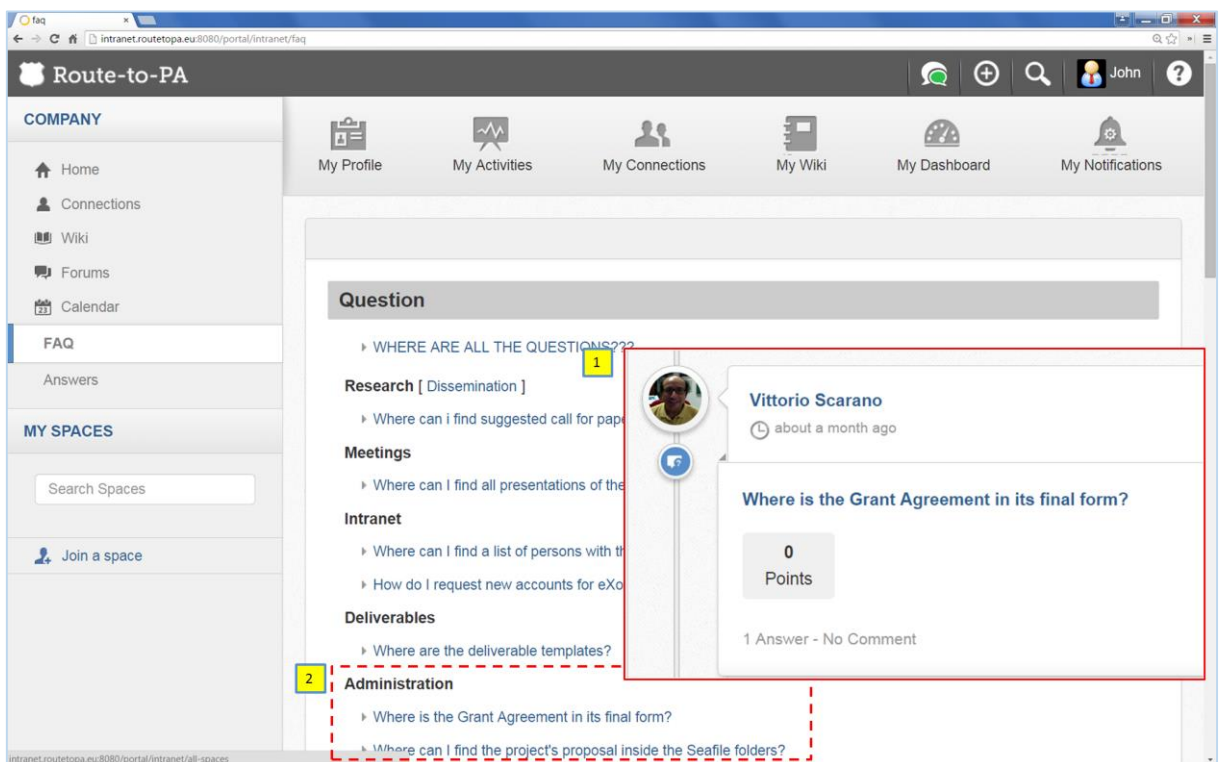 faq
intranet.routetopa.eu:8080/portal/intranet/faq
Route-to-PA
John
?
COMPANY
Home
Connections
Wiki
Forums
23 Calendar
FAQ
Answers
MY SPACES
Search Spaces
Join a space
My Profile
My Activities
My Connections
My Wiki
My Dashboard
My Notifications
Question
WHERE ARE ALL THE QUESTIONS???
Research [ Dissemination ]
Where can i find suggested call for pape
Meetings
Where can I find all presentations of the
Intranet
Where can I find a list of persons with th
How do I request new accounts for eXo
Deliverables
Where are the deliverable templates?
Administration
Where is the Grant Agreement in its final form?
Where can I find the project's proposal inside the Seafile folders?
1
Vittorio Scarano
about a month ago
Where is the Grant Agreement in its final form?
0
Points
1 Answer - No Comment
2
intranet.routetopa.eu:8080/portal/intranet/all-spaces